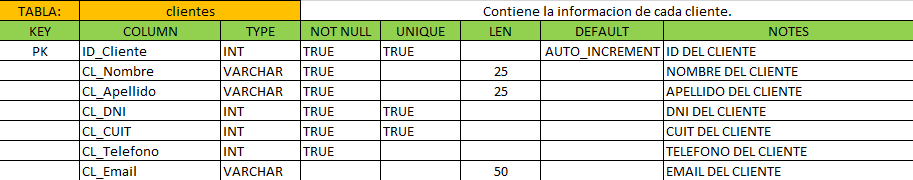 TABLA: clientes Contiene la informacion de cada cliente.
KEY COLUMN TYPE NOT NULL UNIQUE LEN DEFAULT NOTES
PK ID_Cliente INT TRUE TRUE AUTO_INCREMENT ID DEL CLIENTE
CL_Nombre VARCHAR TRUE 25 NOMBRE DEL CLIENTE
CL_Apellido VARCHAR TRUE 25 APELLIDO DEL CLIENTE
CL_DNI INT TRUE TRUE DNI DEL CLIENTE
CL_CUIT INT TRUE TRUE CUIT DEL CLIENTE
CL_Telefono INT TRUE TELEFONO DEL CLIENTE
CL_Email VARCHAR 50 EMAIL DEL CLIENTE